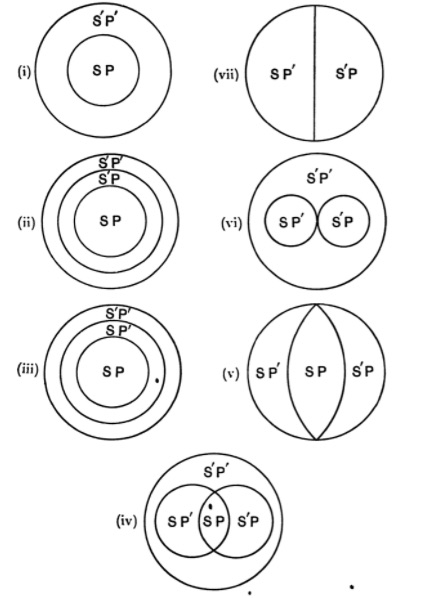 S′P′
(i) SP
(vii) SP′ S′P
S′P′
S′P
(ii) SP
S′P′
(vi) SP′ S′P
S′P′
SP′
(iii) SP
(v) SP′ SP S′P
S′P′
(iv) SP′ SP S′P